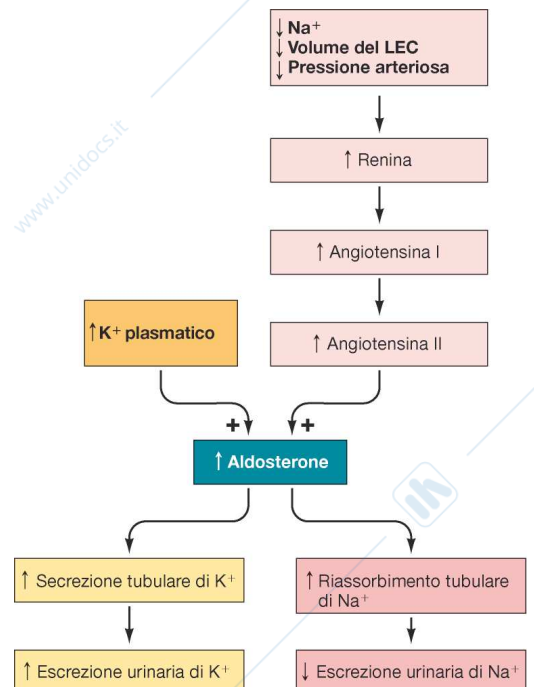 ↓ Na⁺
↓ Volume del LEC
↓ Pressione arteriosa
↑ Renina
↑ Angiotensina I
↑ K⁺ plasmatico
↑ Angiotensina II
+ +
↑ Aldosterone
↑ Secrezione tubulare di K⁺
↑ Riassorbimento tubulare
di Na⁺
↑ Escrezione urinaria di K⁺
↓ Escrezione urinaria di Na⁺
www.unidocs.it